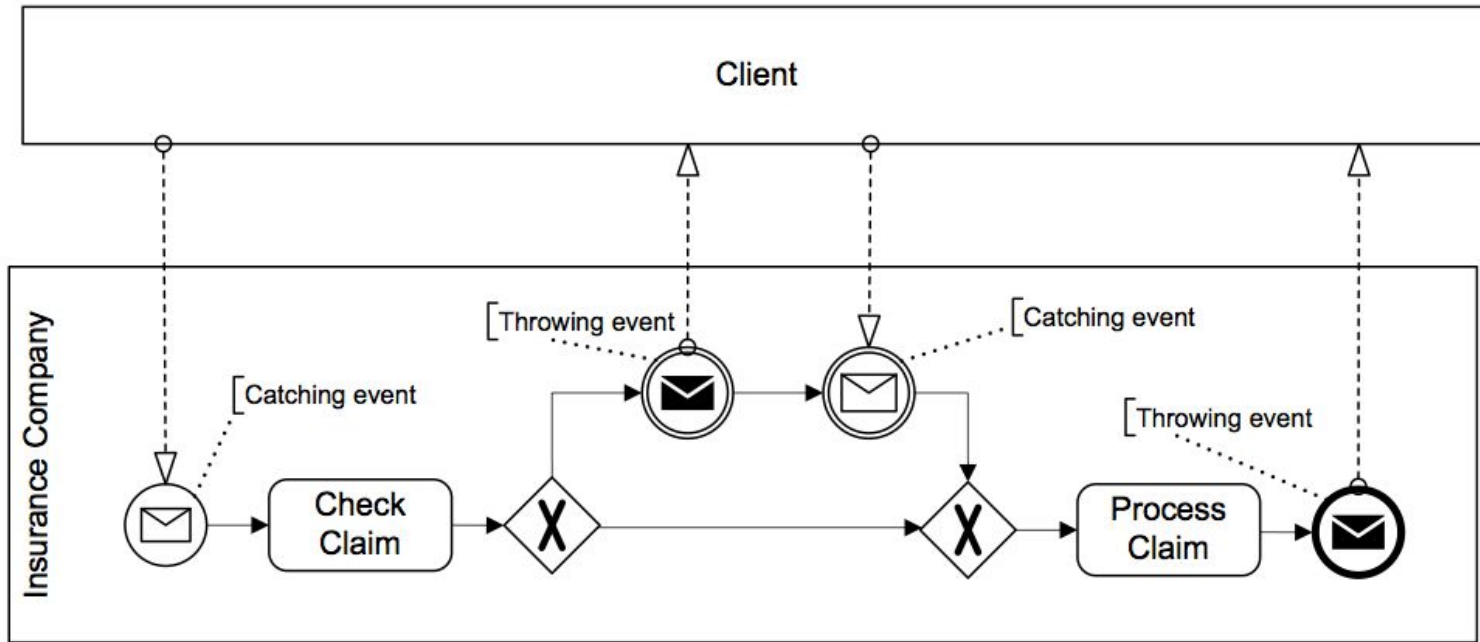 Client
Throwing event
Catching event
Catching event
Throwing event
Insurance Company
Check
Claim
X
X
Process
Claim